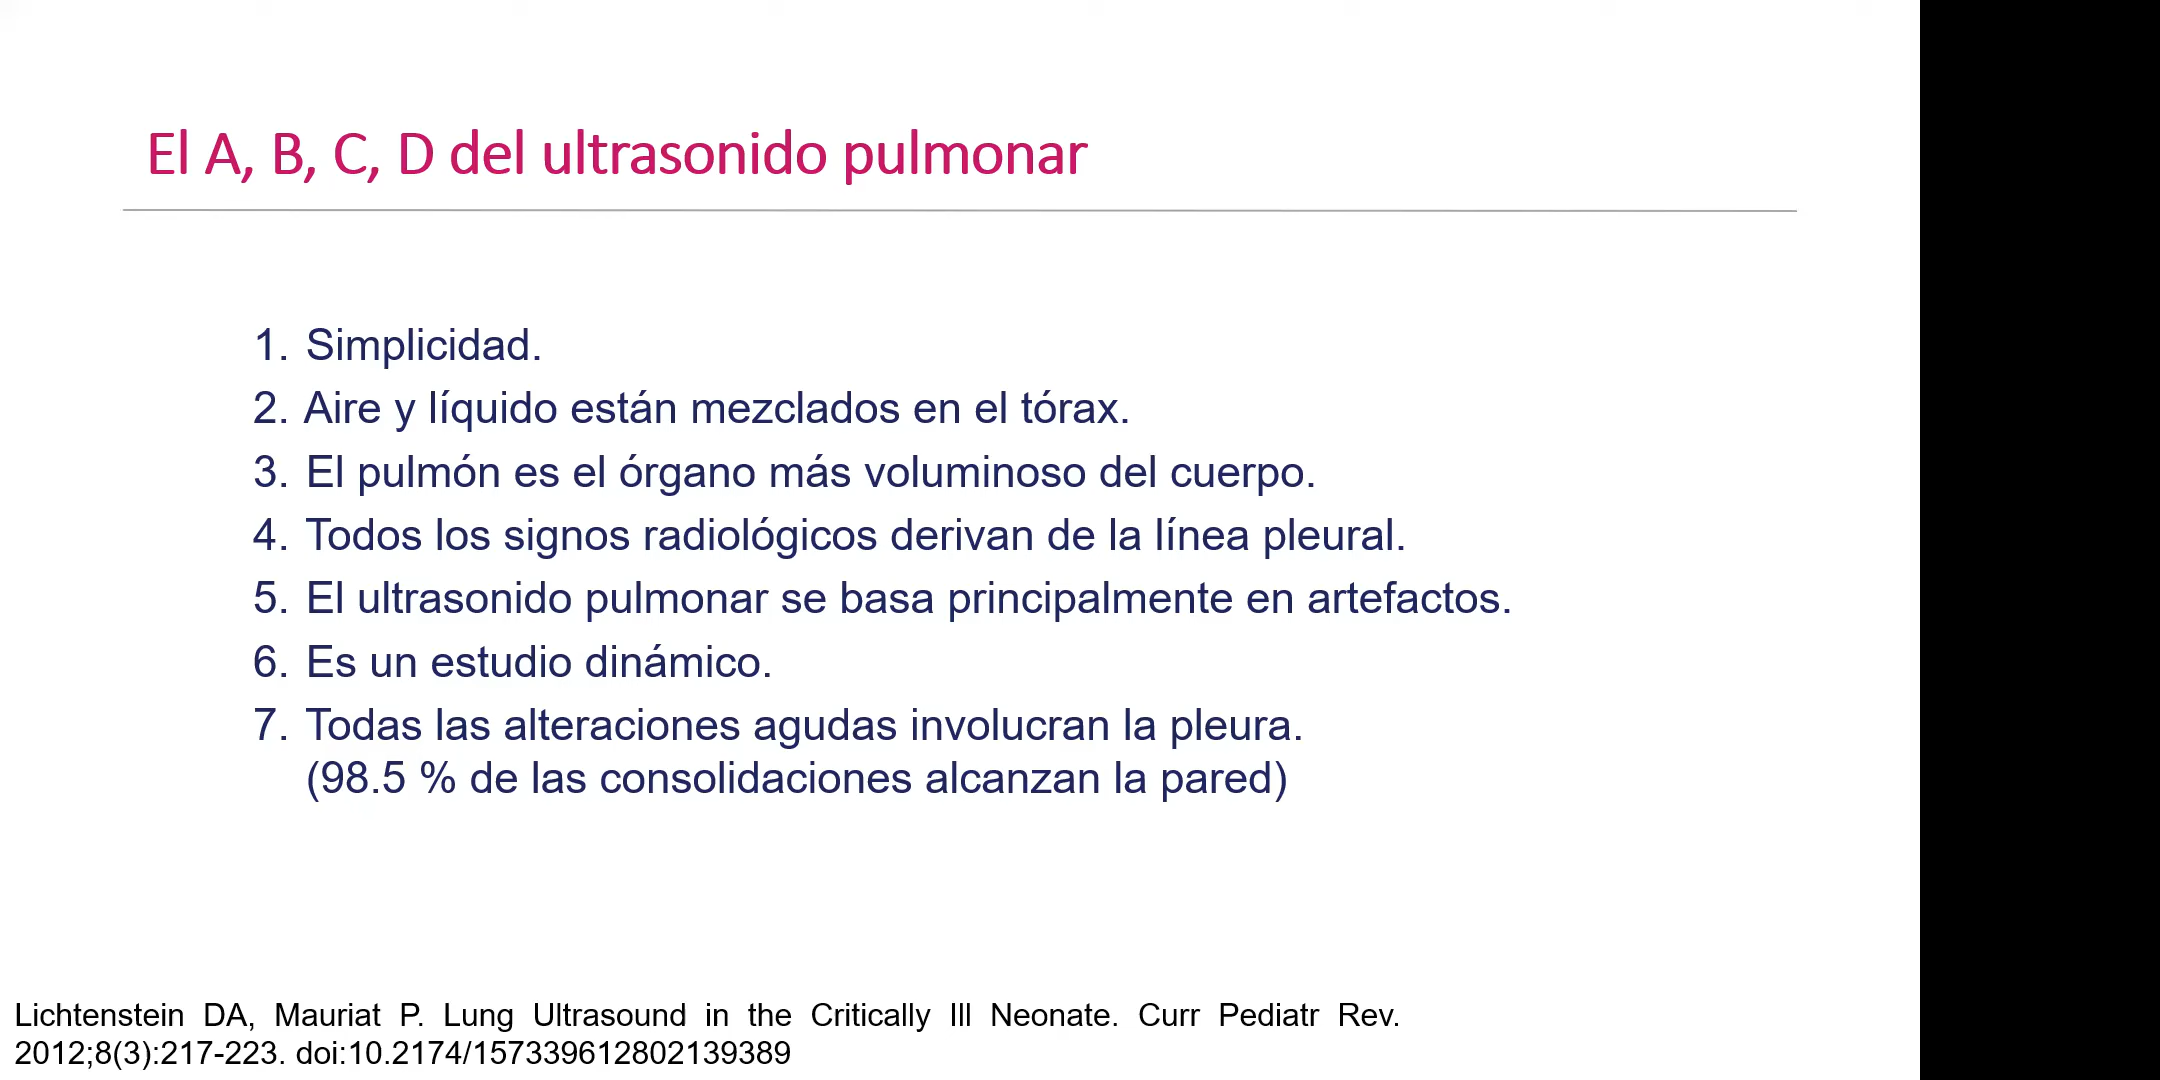 El A, B, C, D del ultrasonido pulmonar
1. Simplicidad.
2. Aire y líquido están mezclados en el tórax.
3. El pulmón es el órgano más voluminoso del cuerpo.
4. Todos los signos radiológicos derivan de la línea pleural.
5. El ultrasonido pulmonar se basa principalmente en artefactos.
6. Es un estudio dinámico.
7. Todas las alteraciones agudas involucran la pleura.
(98.5 % de las consolidaciones alcanzan la pared)
Lichtenstein DA, Mauriat P. Lung Ultrasound in the Critically Ill Neonate. Curr Pediatr Rev.
2012;8(3):217-223. doi:10.2174/157339612802139389